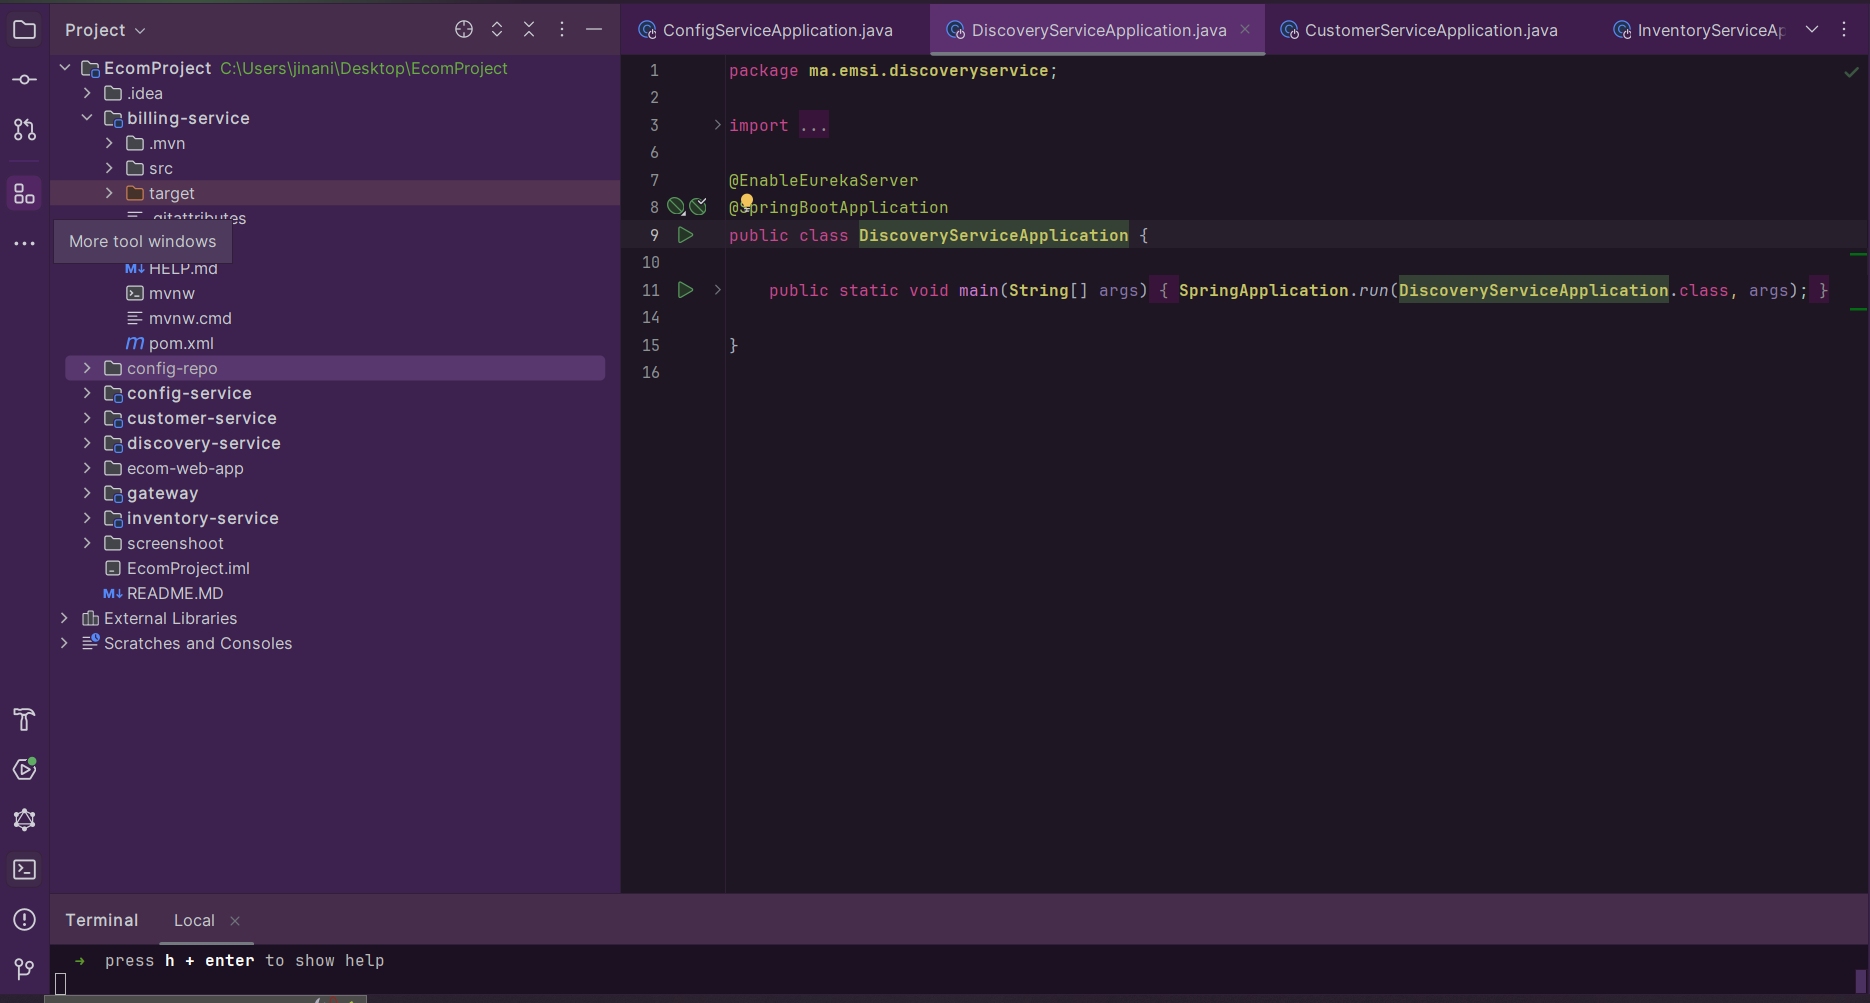 Project
ConfigServiceApplication.java
DiscoveryServiceApplication.java
CustomerServiceApplication.java
InventoryServiceAp
EcomProject C:\Users\jinani\Desktop\EcomProject
.idea
billing-service
.mvn
src
target
.gitattributes
More tool windows
HELP.md
mvnw
mvnw.cmd
pom.xml
config-repo
config-service
customer-service
discovery-service
ecom-web-app
gateway
inventory-service
screenshoot
EcomProject.iml
README.MD
External Libraries
Scratches and Consoles
1 package ma.emsi.discoveryservice;
2
3 import ...
6
7 @EnableEurekaServer
8 @SpringBootApplication
9 public class DiscoveryServiceApplication {
10
11 public static void main(String[] args) { SpringApplication.run(DiscoveryServiceApplication.class, args); }
14
15 }
16
Terminal Local
→ press h + enter to show help